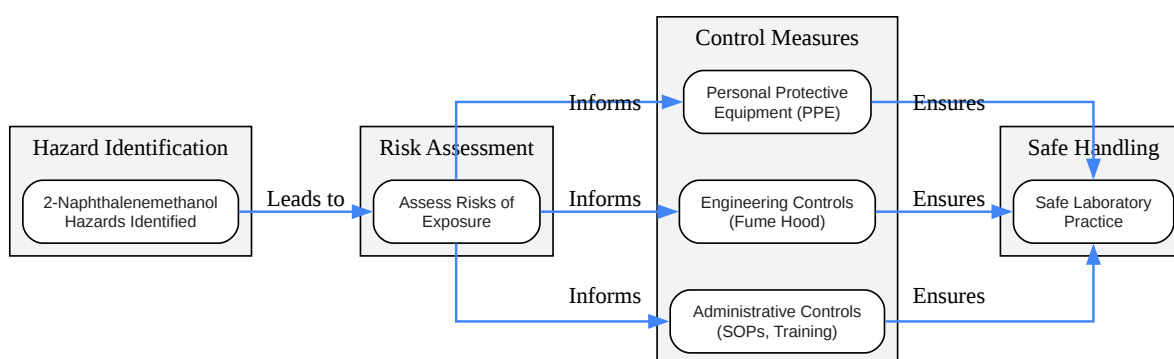 Control Measures
Informs
Personal Protective
Equipment (PPE)
Ensures
Hazard Identification
Risk Assessment
Safe Handling
2-Naphthalenemethanol
Hazards Identified
Leads to
Assess Risks of
Exposure
Informs
Engineering Controls
(Fume Hood)
Ensures
Safe Laboratory
Practice
Informs
Administrative Controls
(SOPs, Training)
Ensures